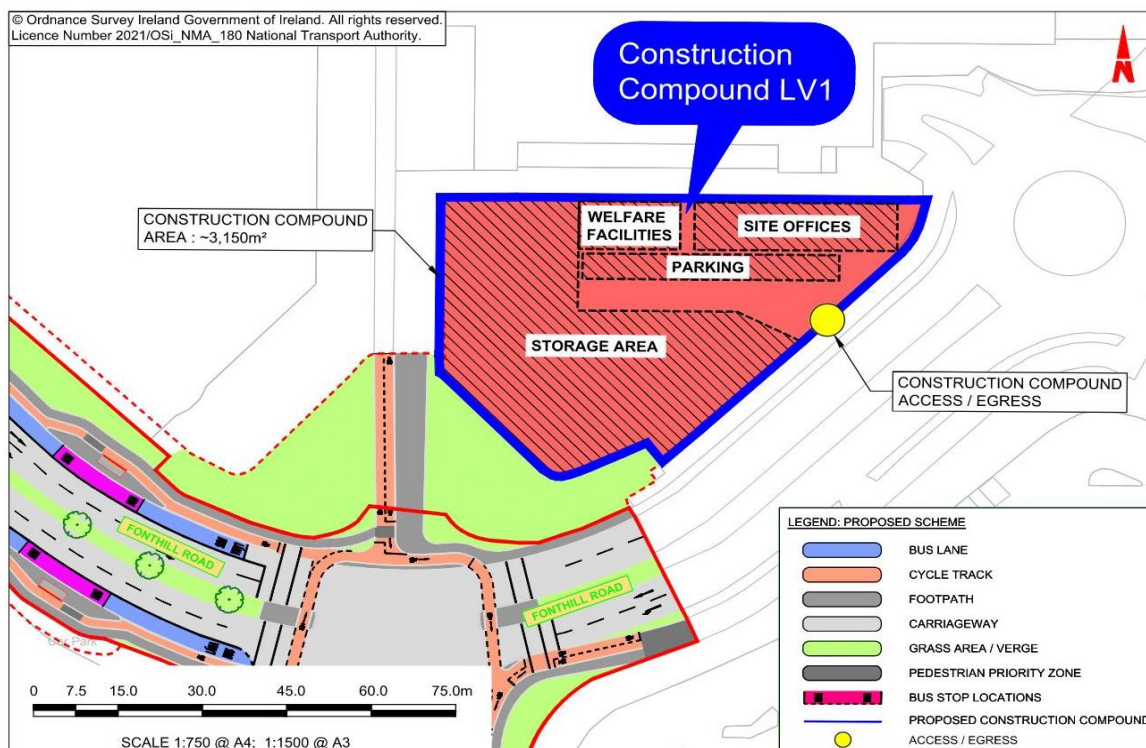 © Ordnance Survey Ireland Government of Ireland. All rights reserved.
Licence Number 2021/OSi_NMA_180 National Transport Authority.
Construction
Compound LV1
N
CONSTRUCTION COMPOUND
AREA : ~3,150m²
WELFARE
FACILITIES
SITE OFFICES
PARKING
STORAGE AREA
CONSTRUCTION COMPOUND
ACCESS / EGRESS
FONTHILL ROAD
FONTHILL ROAD
Car Park
0 7.5 15.0 30.0 45.0 60.0 75.0m
SCALE 1:750 @ A4; 1:1500 @ A3
LEGEND: PROPOSED SCHEME
BUS LANE
CYCLE TRACK
FOOTPATH
CARRIAGEWAY
GRASS AREA / VERGE
PEDESTRIAN PRIORITY ZONE
BUS STOP LOCATIONS
PROPOSED CONSTRUCTION COMPOUND
ACCESS / EGRESS